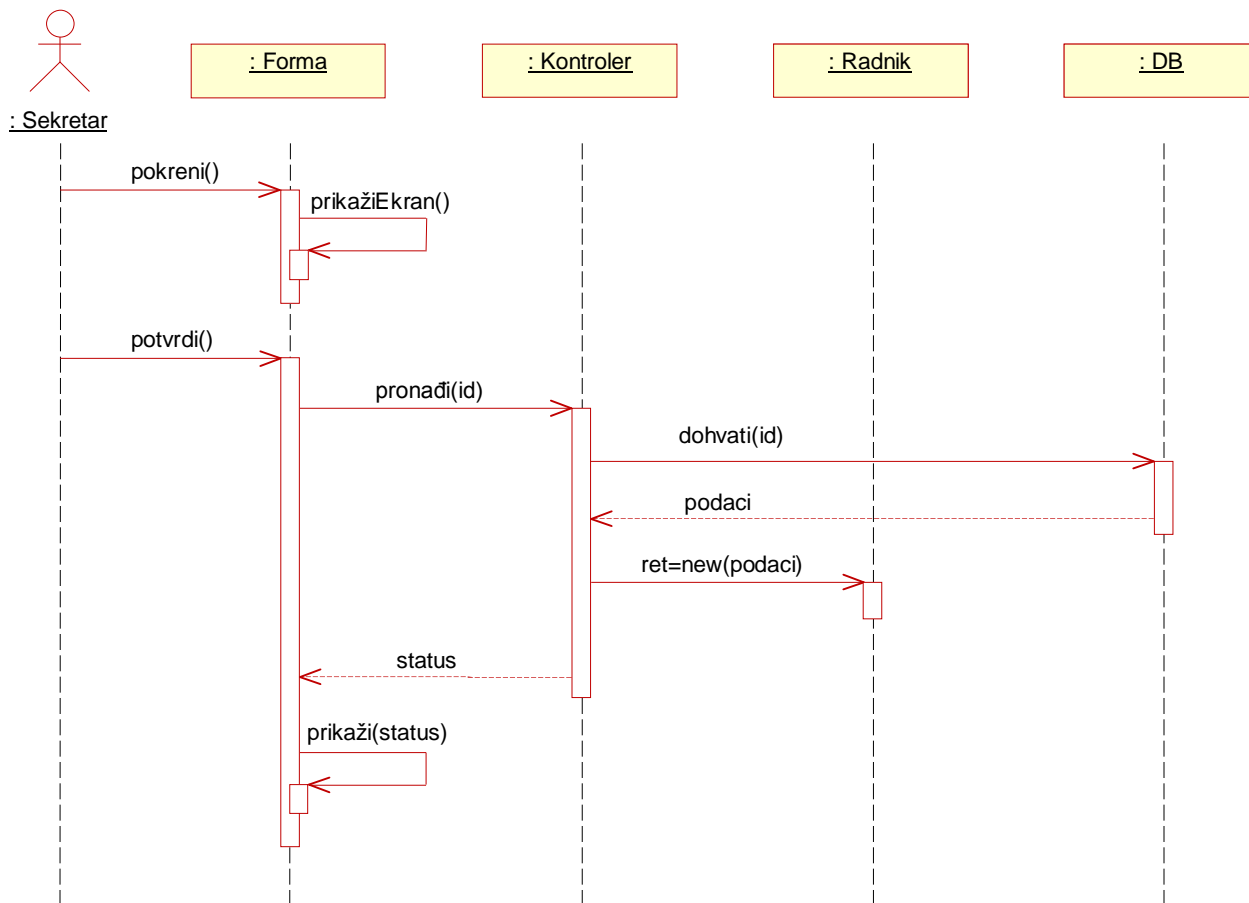 : Forma
: Kontroler
: Radnik
: DB
: Sekretar
pokreni()
prikažiEkran()
potvrdi()
pronađi(id)
dohvati(id)
podaci
ret=new(podaci)
status
prikaži(status)